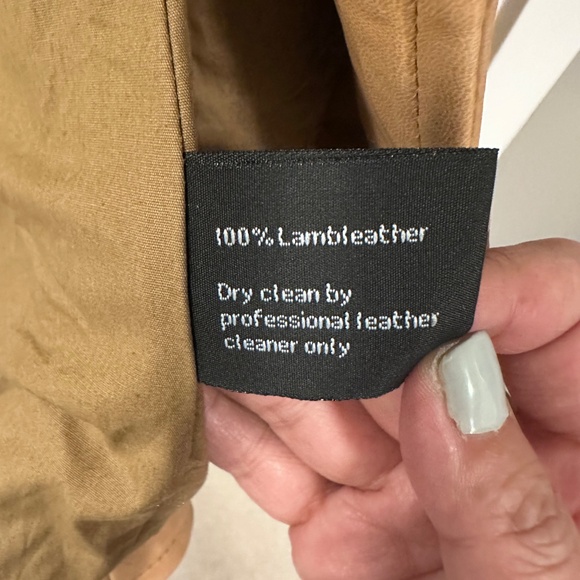 100% Lambleather
Dry clean by
professional leather
cleaner only